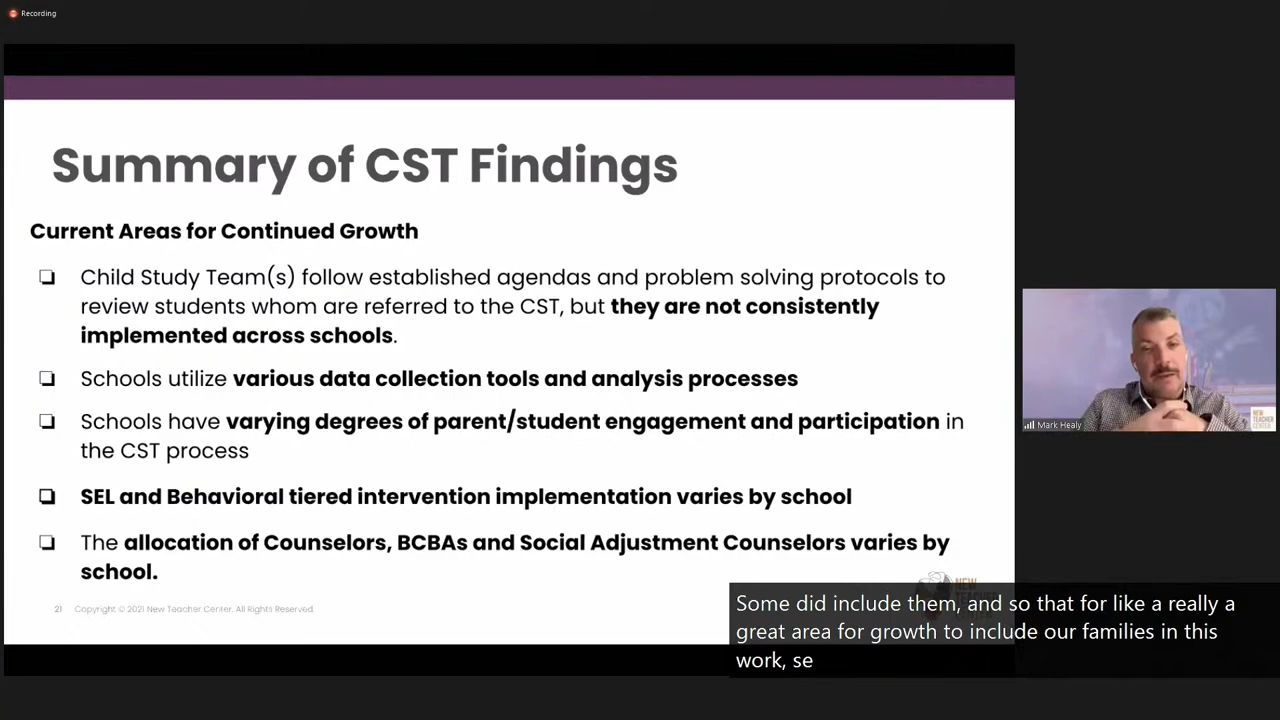 Recording
Summary of CST Findings
Current Areas for Continued Growth
❏ Child Study Team(s) follow established agendas and problem solving protocols to
review students whom are referred to the CST, but they are not consistently
implemented across schools.
❏ Schools utilize various data collection tools and analysis processes
❏ Schools have varying degrees of parent/student engagement and participation in
the CST process
❏ SEL and Behavioral tiered intervention implementation varies by school
❏ The allocation of Counselors, BCBAs and Social Adjustment Counselors varies by
school.
21 Copyright © 2021 New Teacher Center. All Rights Reserved.
NEW
TEACHER
CENTER
Some did include them, and so that for like a really a
great area for growth to include our families in this
work, se
Mark Healy
NEW
TEACHER
CENTER